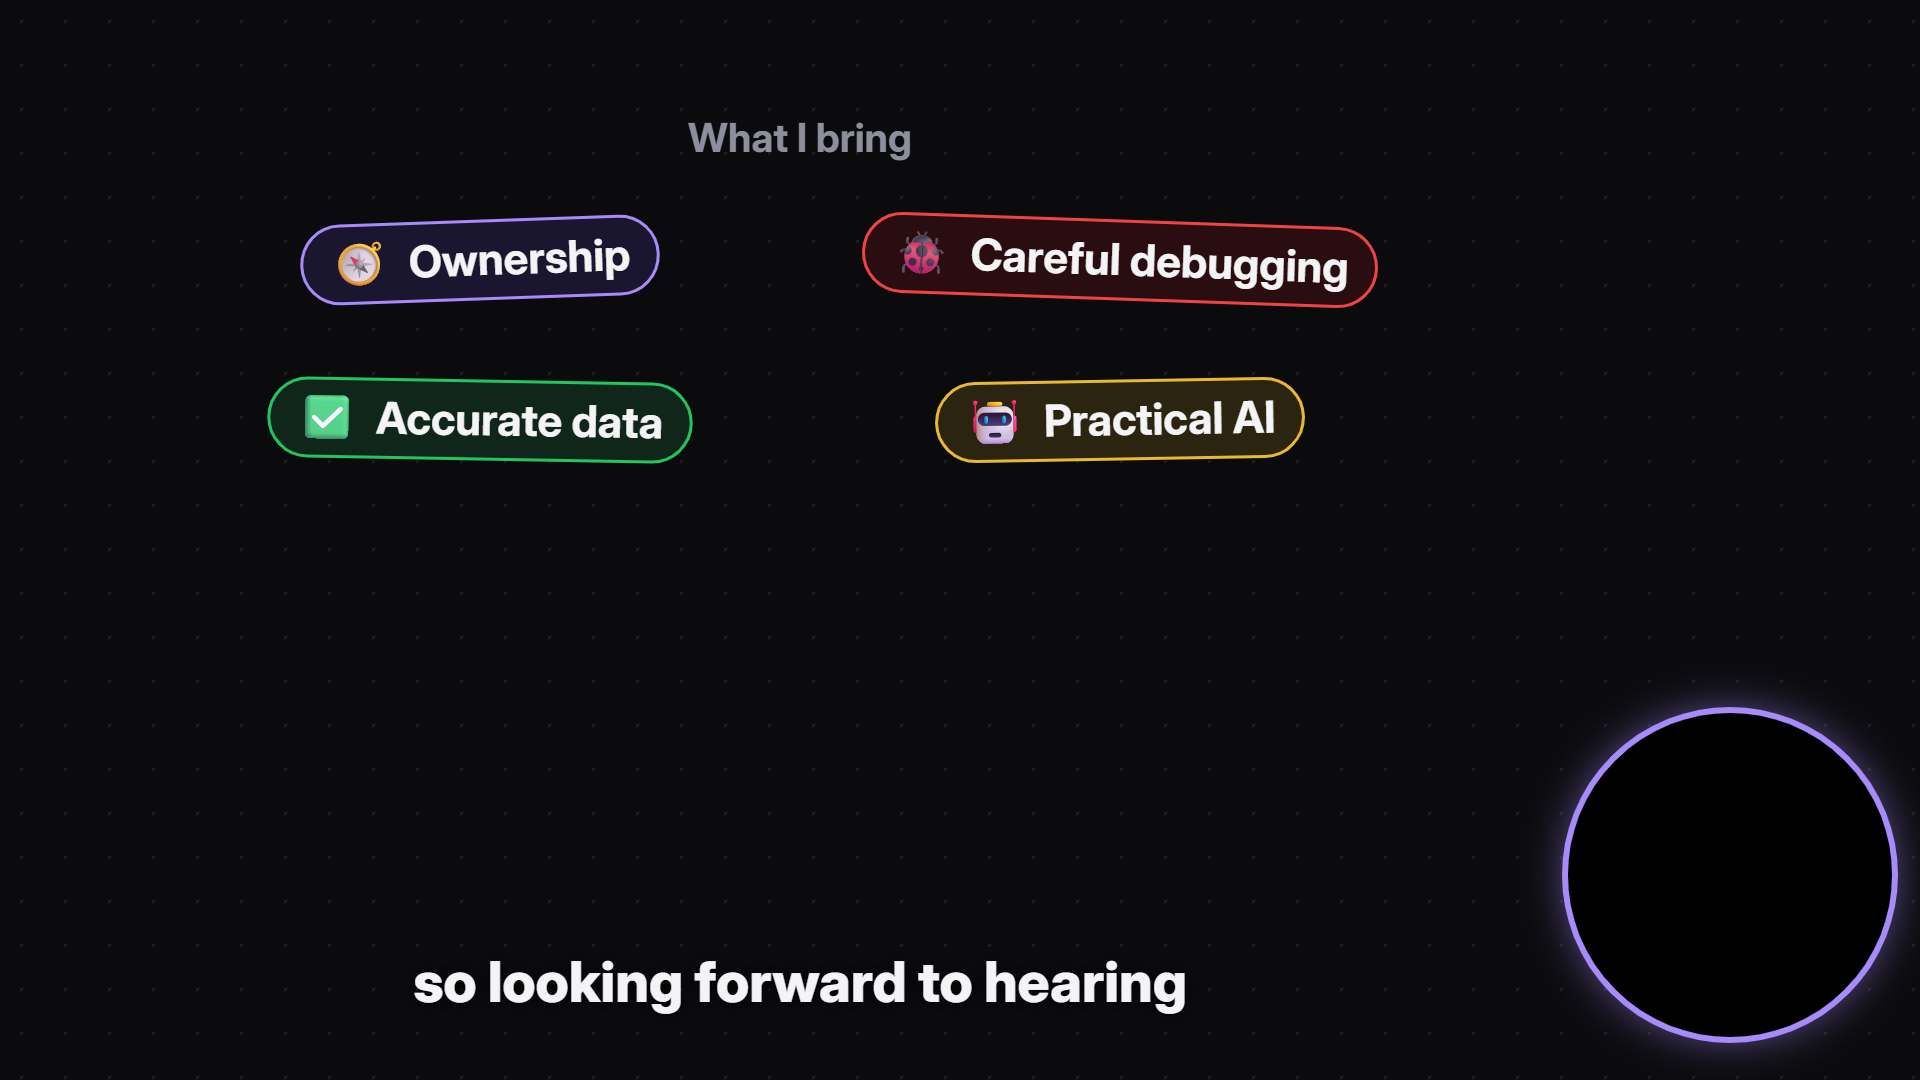 What I bring
Ownership
Careful debugging
Accurate data
Practical AI
so looking forward to hearing